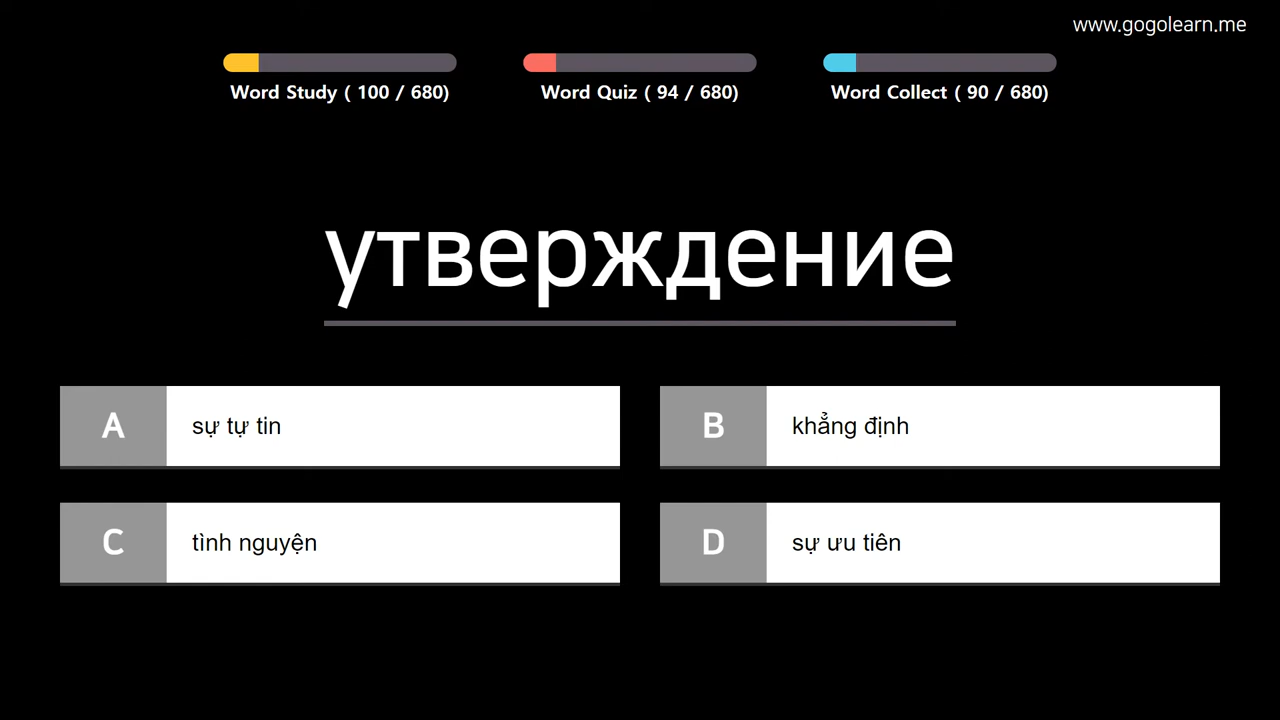 www.gogolearn.me
Word Study ( 100 / 680)
Word Quiz ( 94 / 680)
Word Collect ( 90 / 680)
утверждение
A sự tự tin
B khẳng định
C tình nguyện
D sự ưu tiên